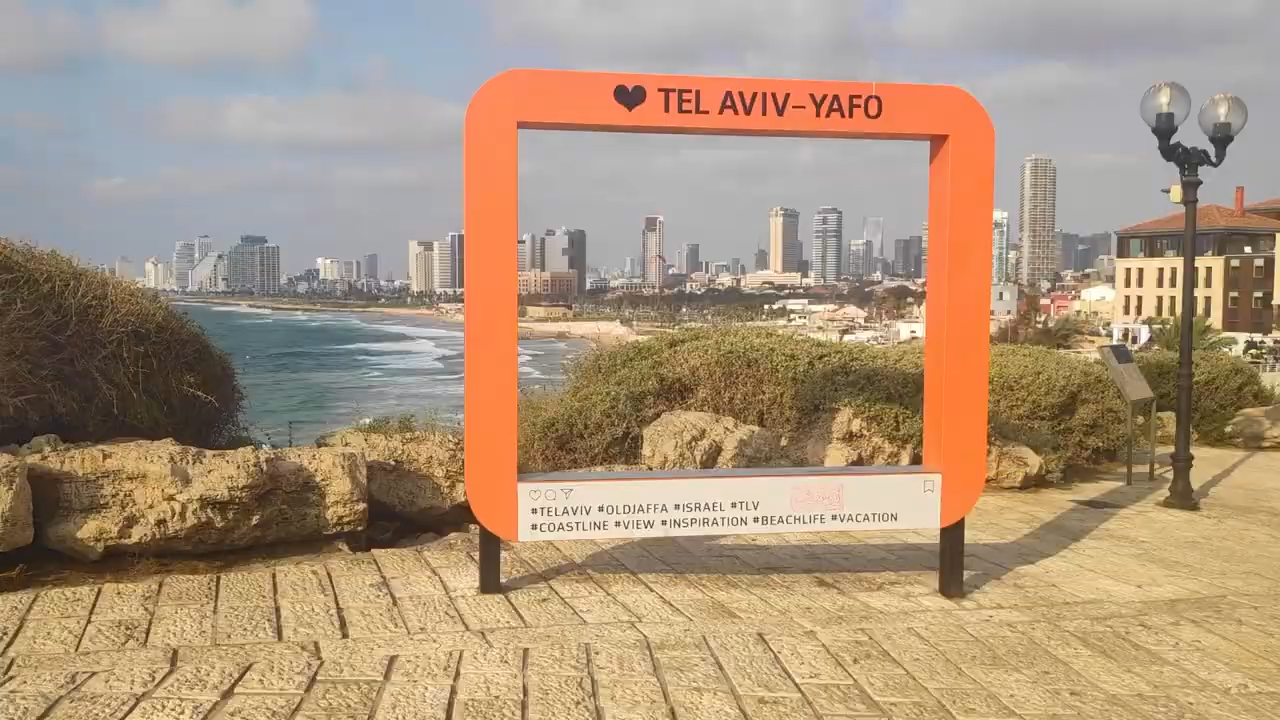 ♥ TEL AVIV-YAFO
#TELAVIV #OLDJAFFA #ISRAEL #TLV
#COASTLINE #VIEW #INSPIRATION #BEACHLIFE #VACATION